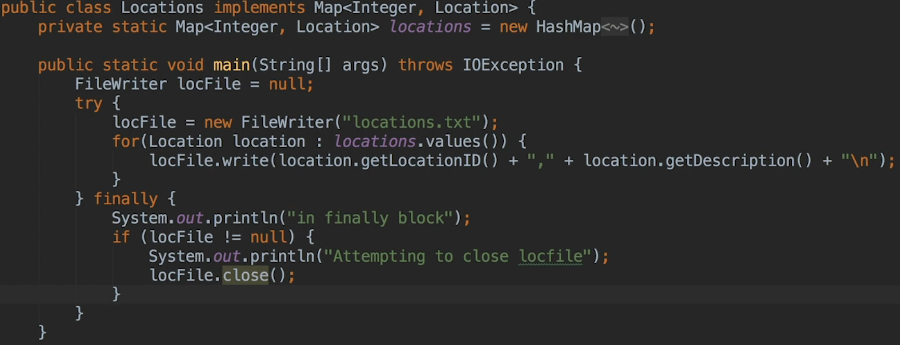 public class Locations implements Map<Integer, Location> {
    private static Map<Integer, Location> locations = new HashMap<~>();

    public static void main(String[] args) throws IOException {
        FileWriter locFile = null;
        try {
            locFile = new FileWriter("locations.txt");
            for(Location location : locations.values()) {
                locFile.write(location.getLocationID() + "," + location.getDescription() + "\n");
            }
        } finally {
            System.out.println("in finally block");
            if (locFile != null) {
                System.out.println("Attempting to close locfile");
                locFile.close();
            }
        }
    }